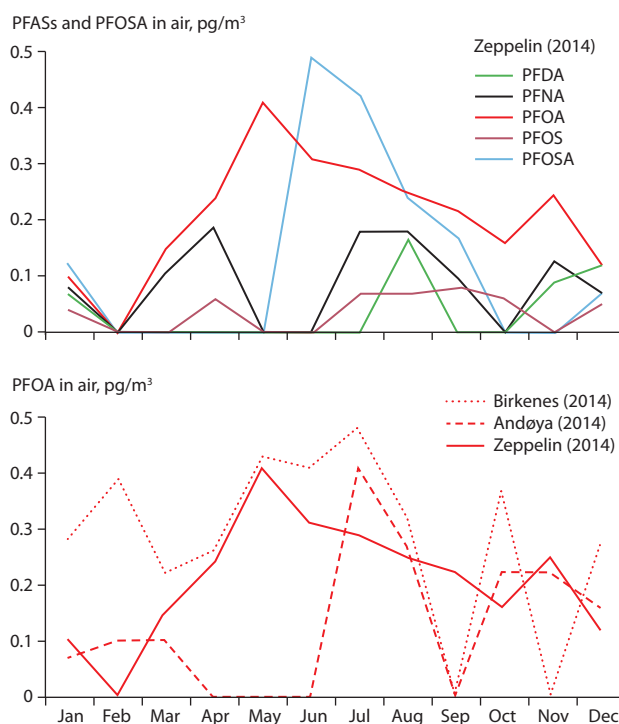 PFASs and PFOSA in air, pg/m³
Zeppelin (2014)
PFDA
PFNA
PFOA
PFOS
PFOSA
0.5
0.4
0.3
0.2
0.1
0
PFOA in air, pg/m³
Birkenes (2014)
Andøya (2014)
Zeppelin (2014)
0.5
0.4
0.3
0.2
0.1
0
Jan Feb Mar Apr May Jun Jul Aug Sep Oct Nov Dec